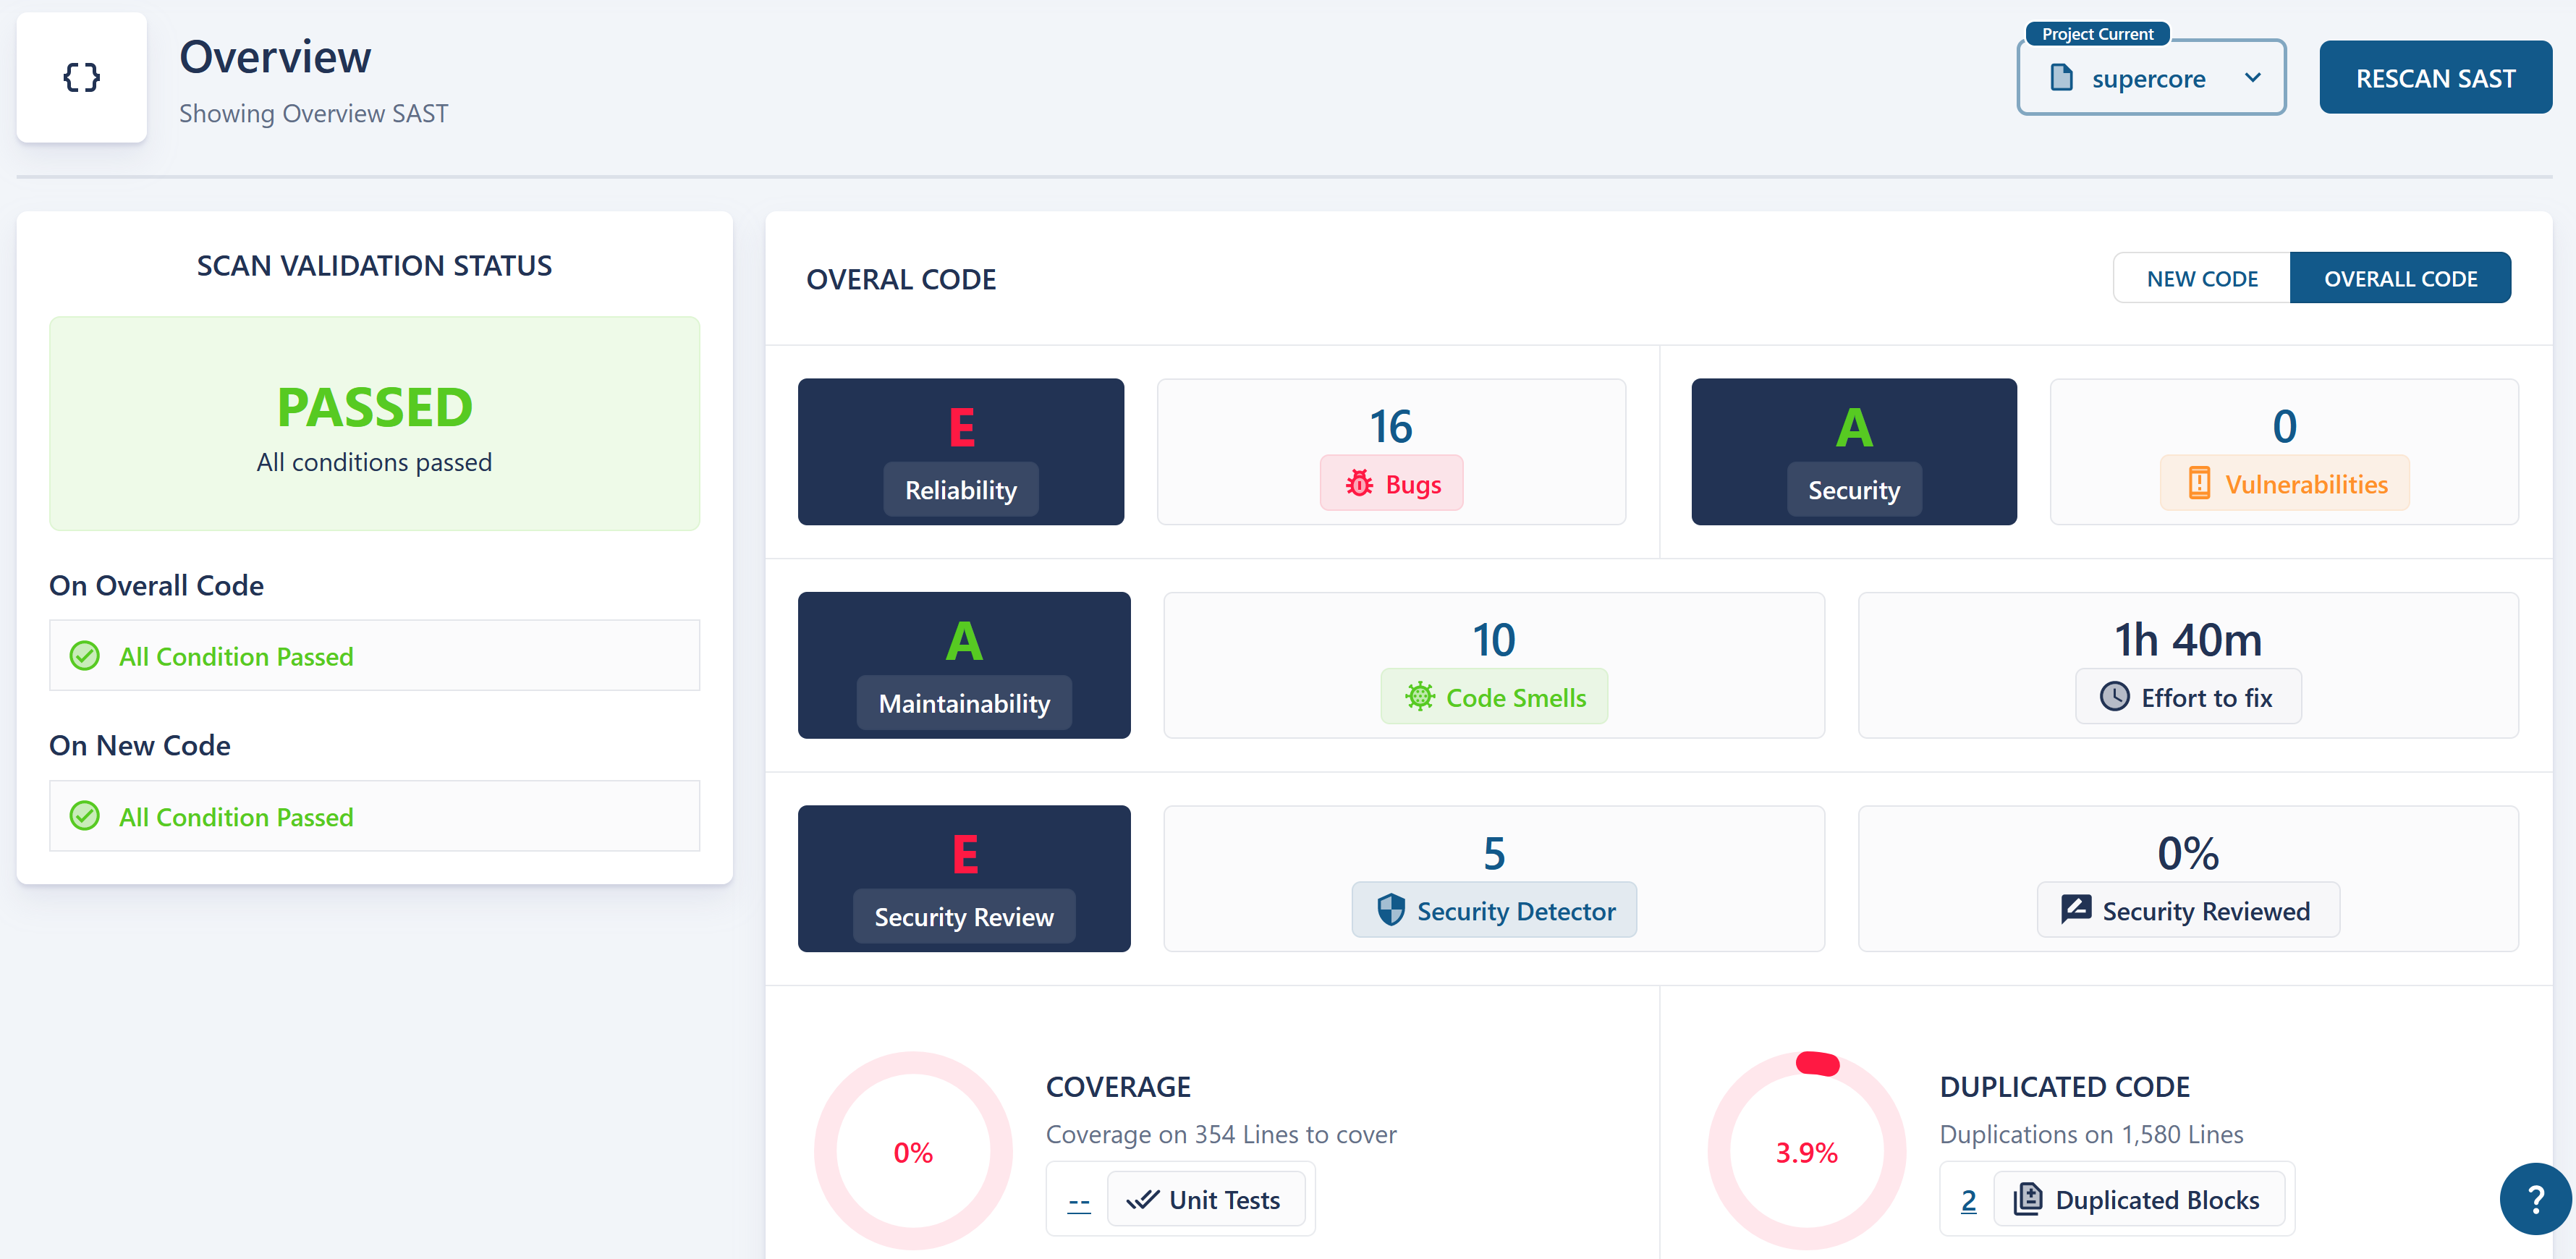 {}
Overview
Showing Overview SAST
Project Current
supercore
RESCAN SAST
SCAN VALIDATION STATUS
PASSED
All conditions passed
On Overall Code
All Condition Passed
On New Code
All Condition Passed
OVERAL CODE
NEW CODE
OVERALL CODE
E
Reliability
16
Bugs
A
Security
0
Vulnerabilities
A
Maintainability
10
Code Smells
1h 40m
Effort to fix
E
Security Review
5
Security Detector
0%
Security Reviewed
0%
COVERAGE
Coverage on 354 Lines to cover
--
Unit Tests
3.9%
DUPLICATED CODE
Duplications on 1,580 Lines
2
Duplicated Blocks
?